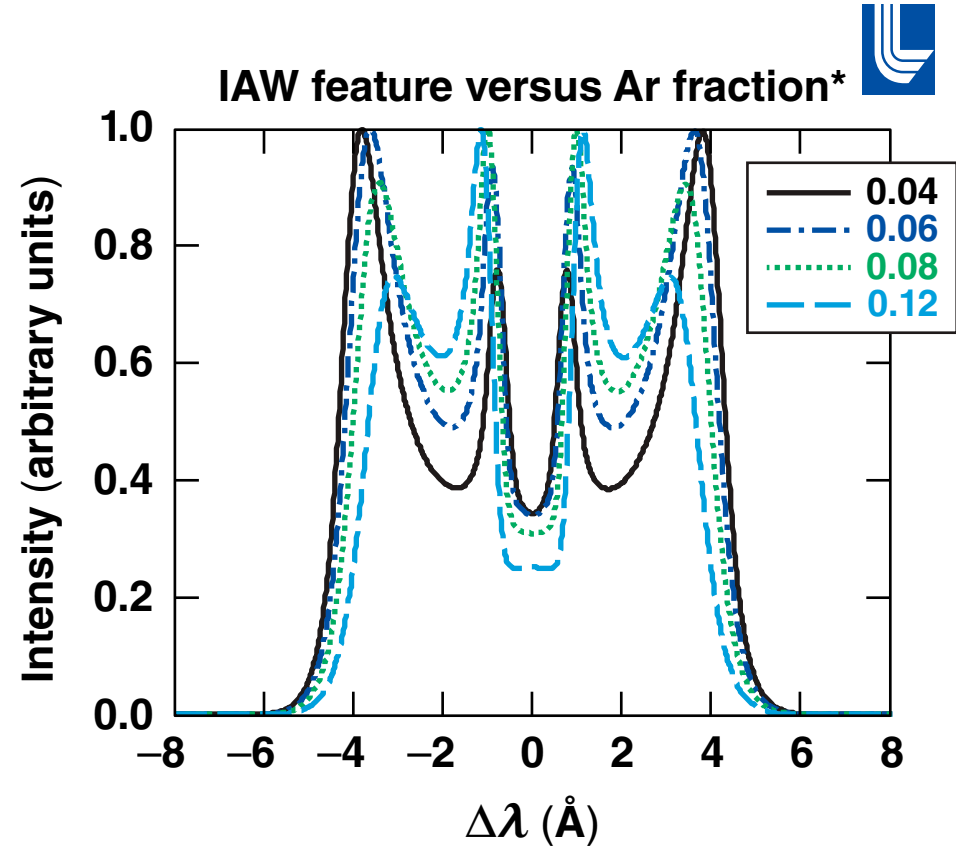 IAW feature versus Ar fraction*
Intensity (arbitrary units)
1.0
0.8
0.6
0.4
0.2
0.0
0.04
0.06
0.08
0.12
−8 −6 −4 −2 0 2 4 6 8
Δλ (Å)